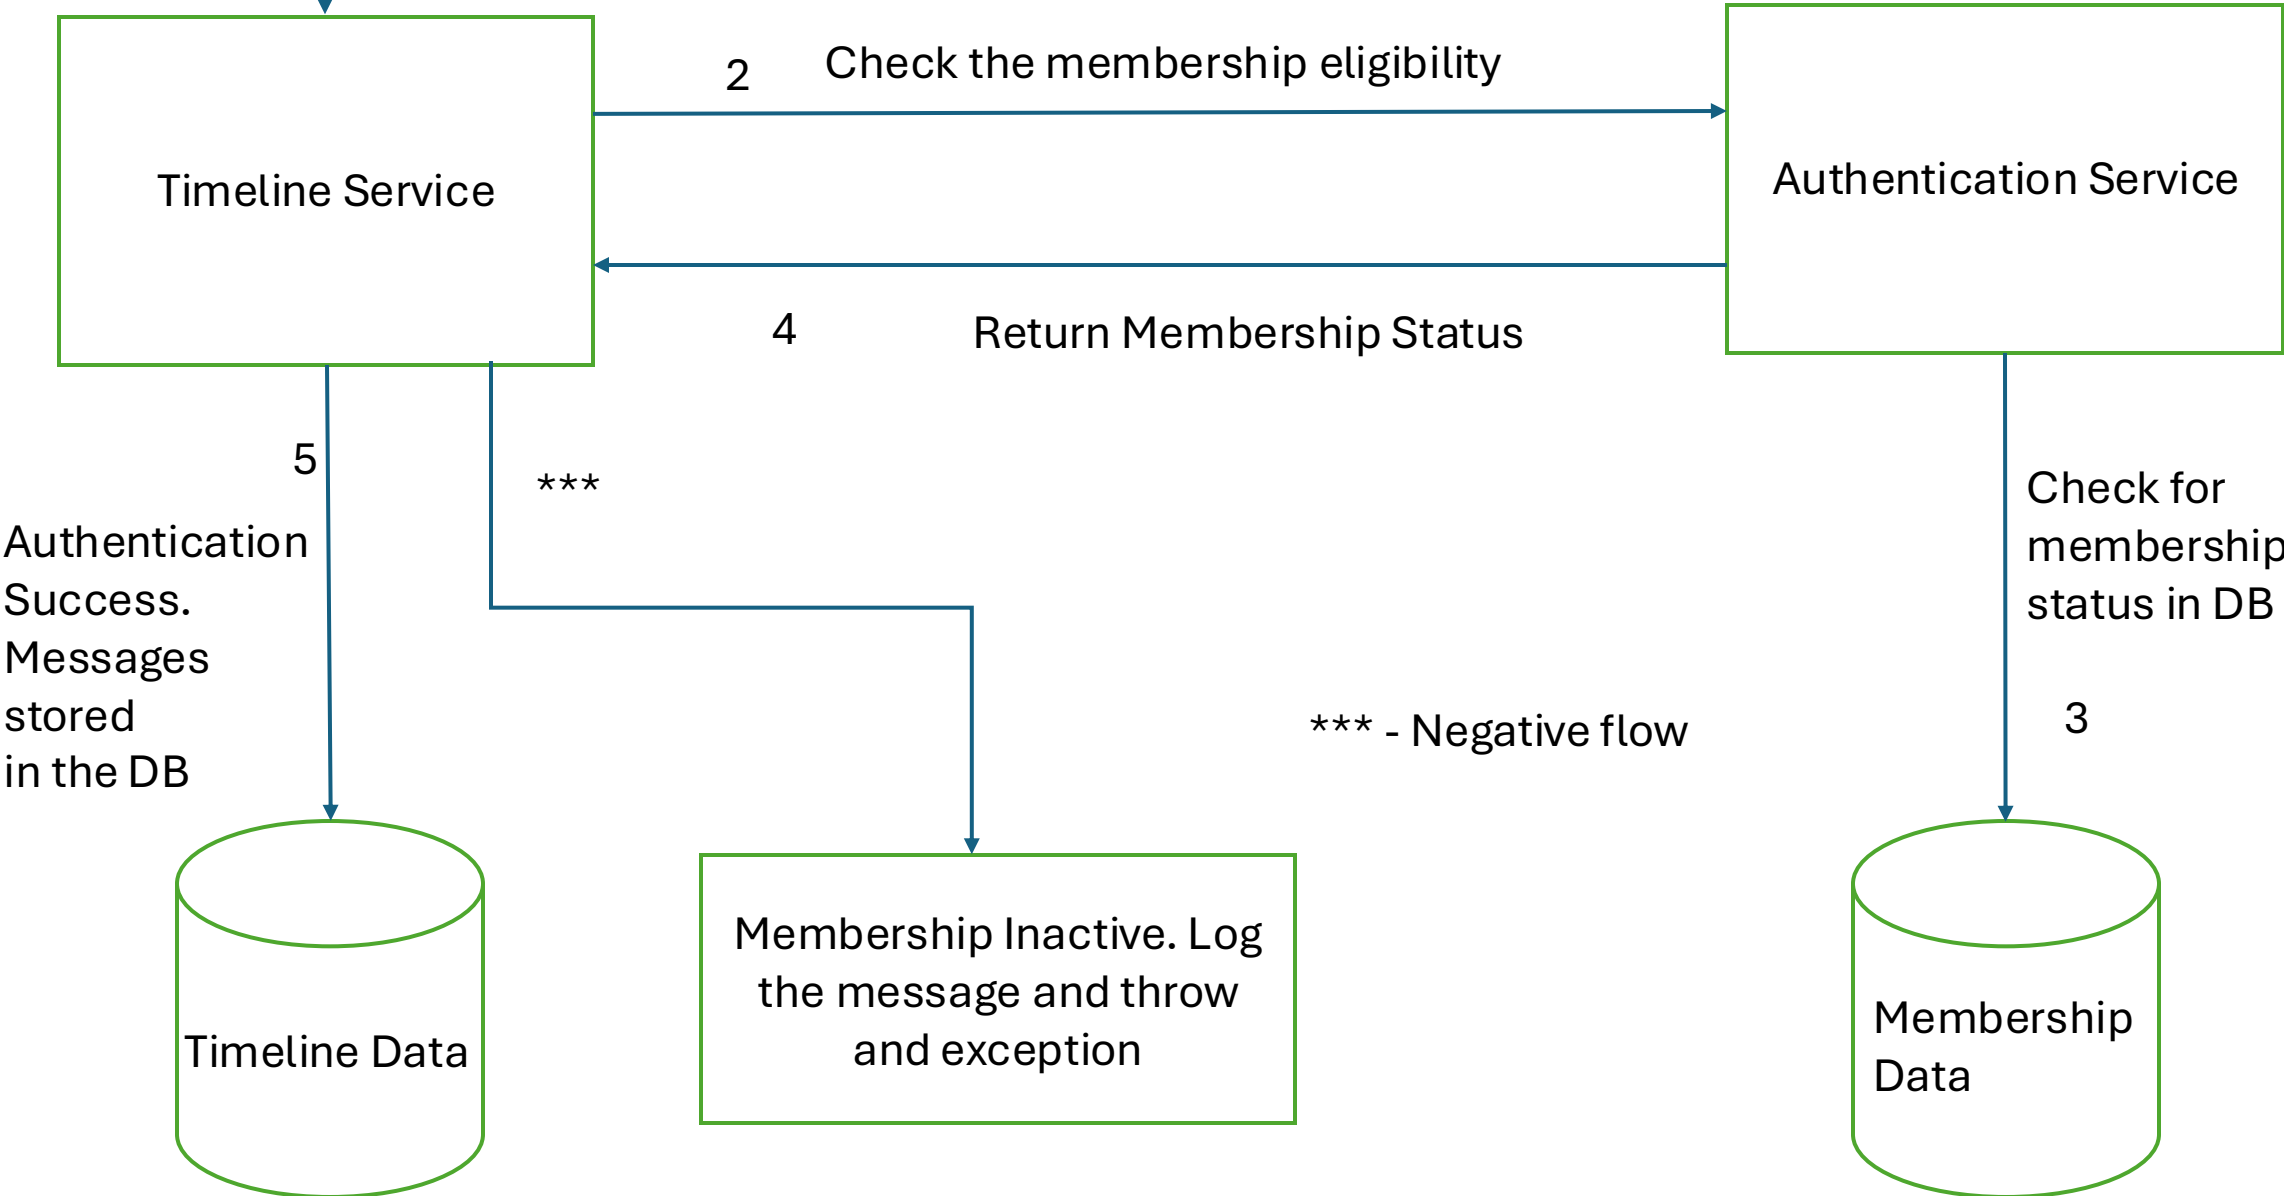 2
Check the membership eligibility
Timeline Service
Authentication Service
4
Return Membership Status
5
***
Authentication
Success.
Messages
stored
in the DB
Check for
membership
status in DB
3
*** - Negative flow
Membership Inactive. Log
the message and throw
and exception
Timeline Data
Membership
Data